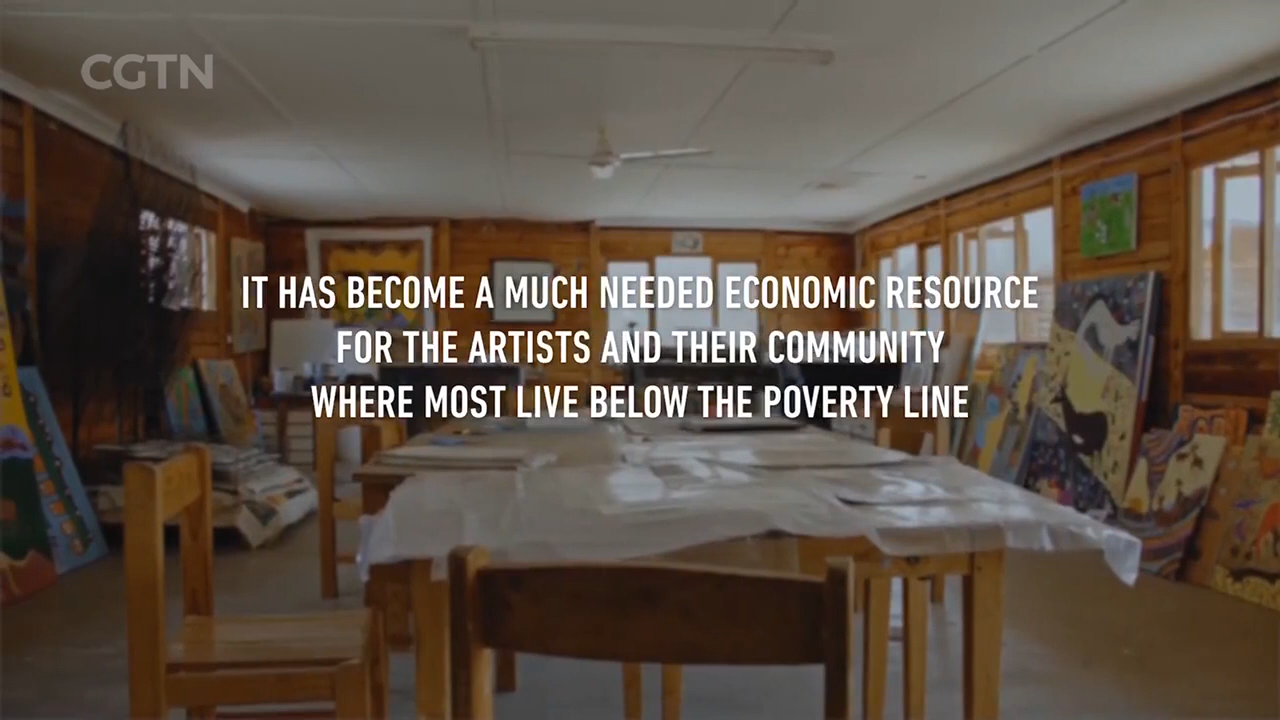 CGTN
IT HAS BECOME A MUCH NEEDED ECONOMIC RESOURCE
FOR THE ARTISTS AND THEIR COMMUNITY
WHERE MOST LIVE BELOW THE POVERTY LINE